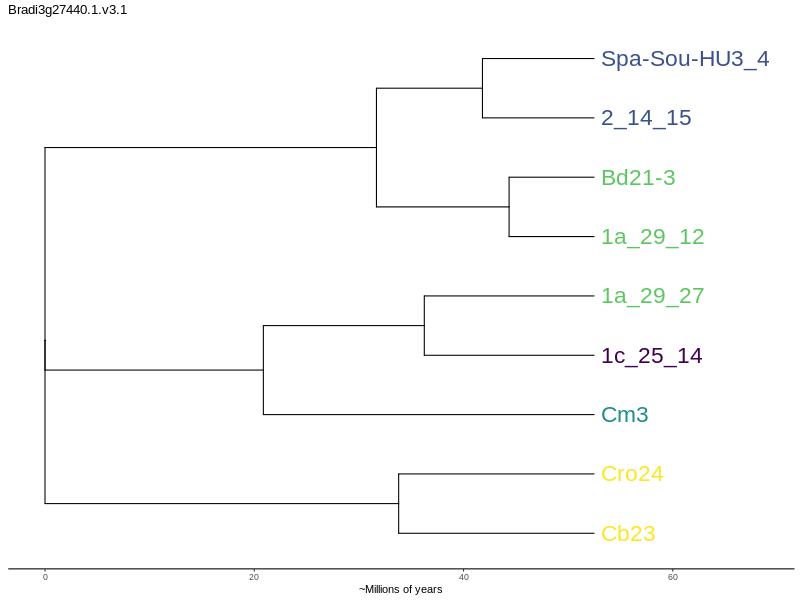 Bradi3g27440.1.v3.1
Spa-Sou-HU3_4
2_14_15
Bd21-3
1a_29_12
1a_29_27
1c_25_14
Cm3
Cro24
Cb23
0 20 40 60
~Millions of years